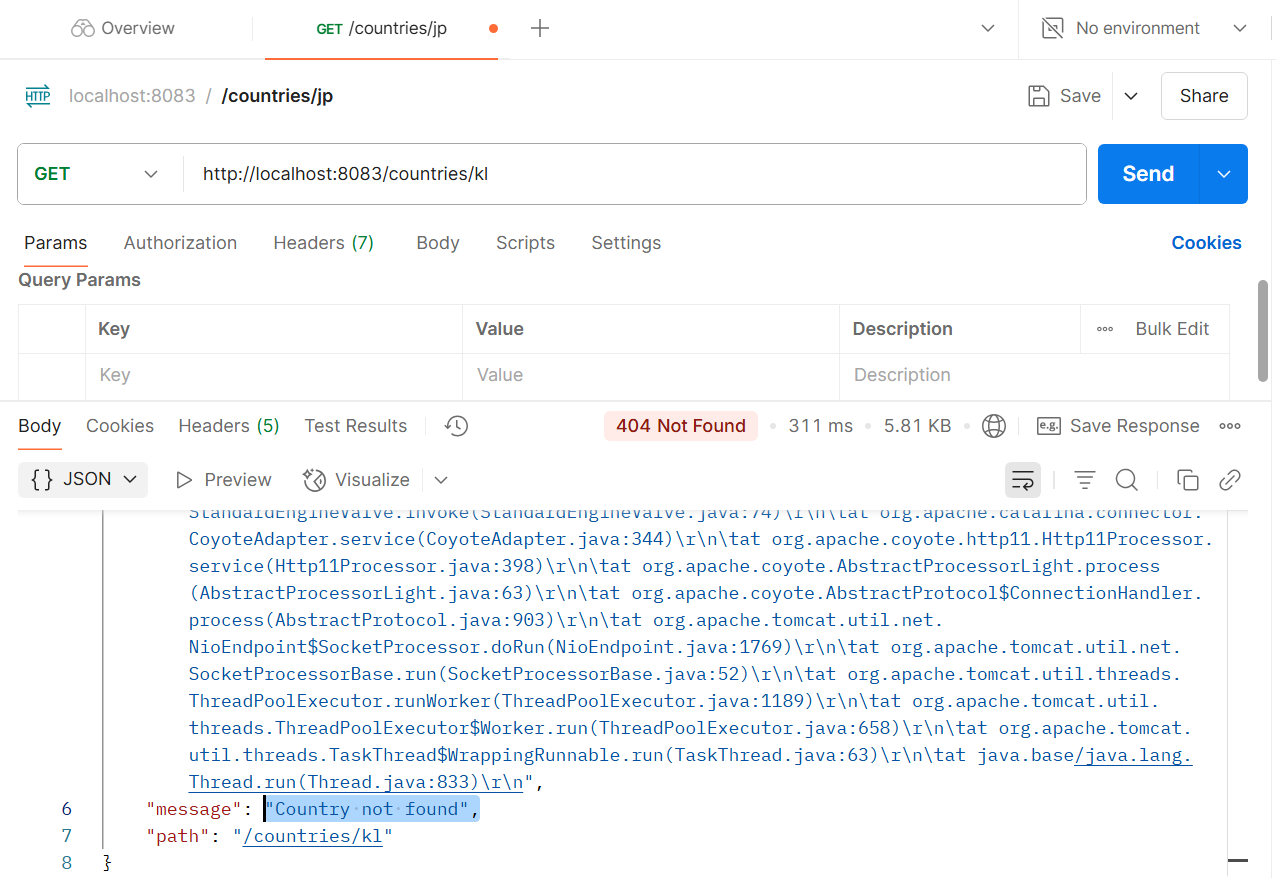 Overview
GET /countries/jp
No environment
HTTP localhost:8083 / /countries/jp
Save
Share
GET
http://localhost:8083/countries/kl
Send
Params Authorization Headers (7) Body Scripts Settings Cookies
Query Params
Key Value Description Bulk Edit
Key Value Description
Body Cookies Headers (5) Test Results 404 Not Found 311 ms 5.81 KB e.g. Save Response
{} JSON Preview Visualize
StandardEngineValve.invoke(StandardEngineValve.java:74)\r\n\tat org.apache.catalina.connector.
CoyoteAdapter.service(CoyoteAdapter.java:344)\r\n\tat org.apache.coyote.http11.Http11Processor.
service(Http11Processor.java:398)\r\n\tat org.apache.coyote.AbstractProcessorLight.process
(AbstractProcessorLight.java:63)\r\n\tat org.apache.coyote.AbstractProtocol$ConnectionHandler.
process(AbstractProtocol.java:903)\r\n\tat org.apache.tomcat.util.net.
NioEndpoint$SocketProcessor.doRun(NioEndpoint.java:1769)\r\n\tat org.apache.tomcat.util.net.
SocketProcessorBase.run(SocketProcessorBase.java:52)\r\n\tat org.apache.tomcat.util.threads.
ThreadPoolExecutor.runWorker(ThreadPoolExecutor.java:1189)\r\n\tat org.apache.tomcat.util.
threads.ThreadPoolExecutor$Worker.run(ThreadPoolExecutor.java:658)\r\n\tat org.apache.tomcat.
util.threads.TaskThread$WrappingRunnable.run(TaskThread.java:63)\r\n\tat java.base/java.lang.
Thread.run(Thread.java:833)\r\n",
6 "message": "Country not found",
7 "path": "/countries/kl"
8 }